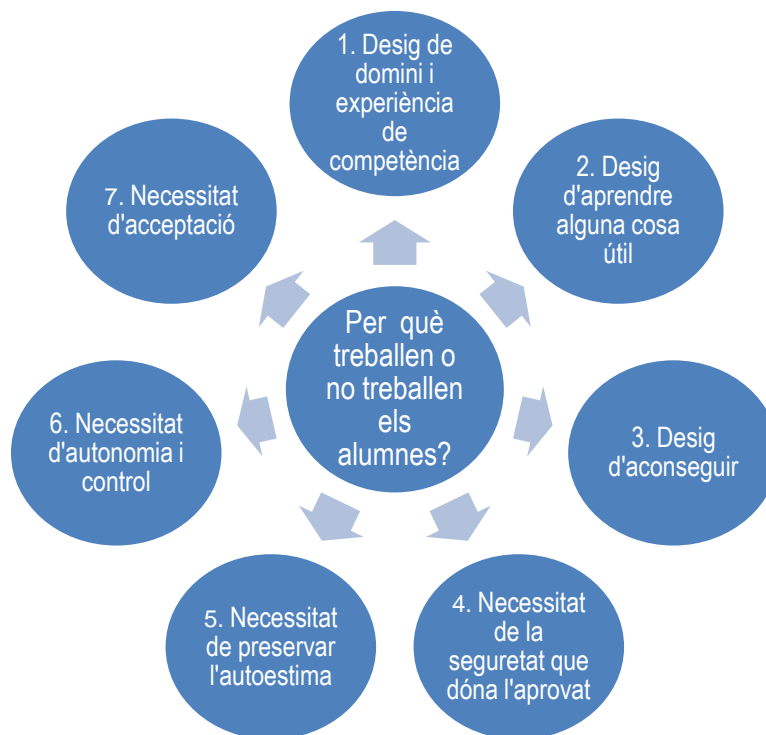 1. Desig de
domini i
experiència
de
competència
2. Desig
d'aprendre
alguna cosa
útil
3. Desig
d'aconseguir
4. Necessitat
de la
seguretat que
dóna l'aprovat
5. Necessitat
de preservar
l'autoestima
6. Necessitat
d'autonomia i
control
7. Necessitat
d'acceptació
Per què
treballen o
no treballen
els
alumnes?